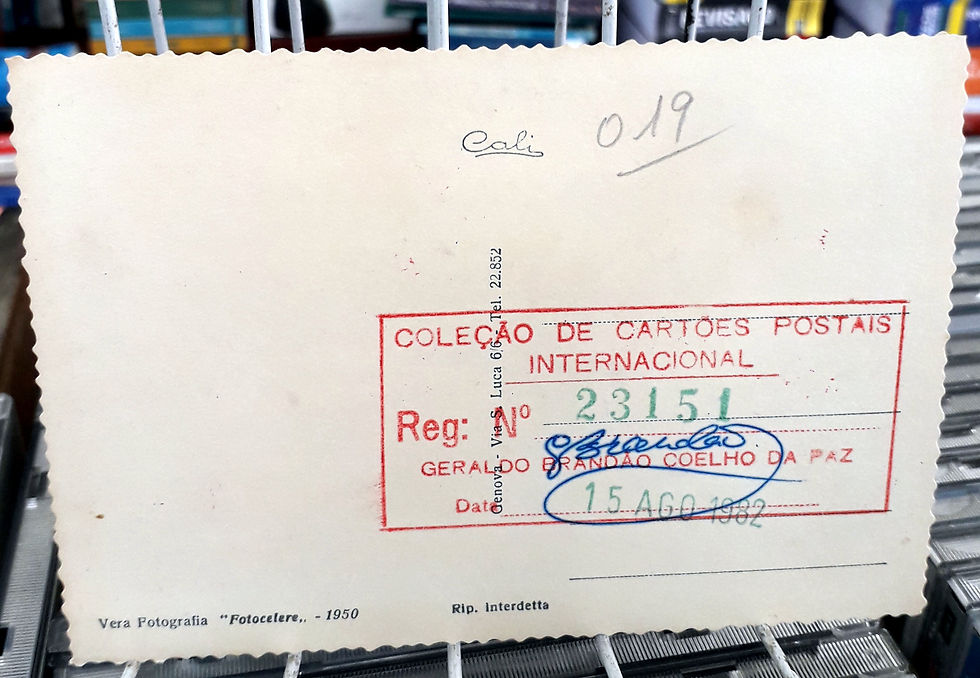 019
Cali
Genova - Via S. Luca 6/6 - Tel. 22.852
COLEÇÃO DE CARTÕES POSTAIS
INTERNACIONAL
Reg: Nº 23151
GBrandão
GERALDO BRANDÃO COELHO DA PAZ
Data 15 AGO 1982
Vera Fotografia "Fotocelere,, - 1950
Rip. interdetta